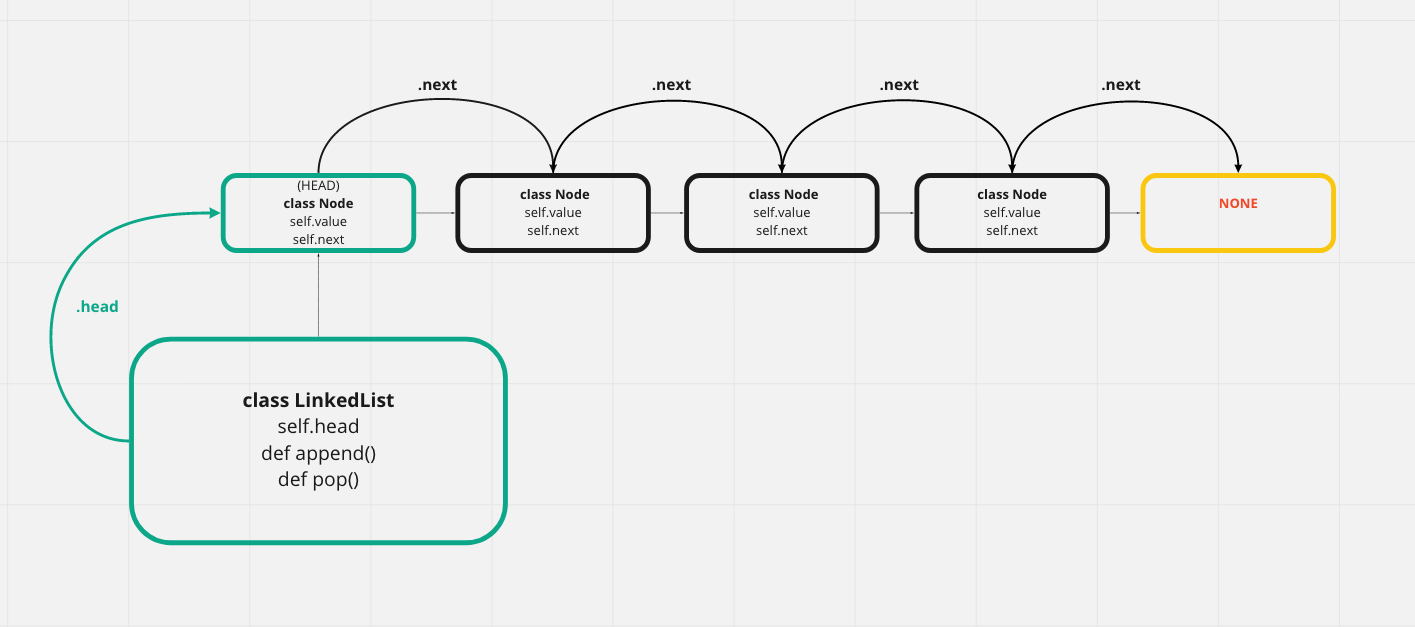 .next
.next
.next
.next
(HEAD)
class Node
self.value
self.next
class Node
self.value
self.next
class Node
self.value
self.next
class Node
self.value
self.next
NONE
.head
class LinkedList
self.head
def append()
def pop()